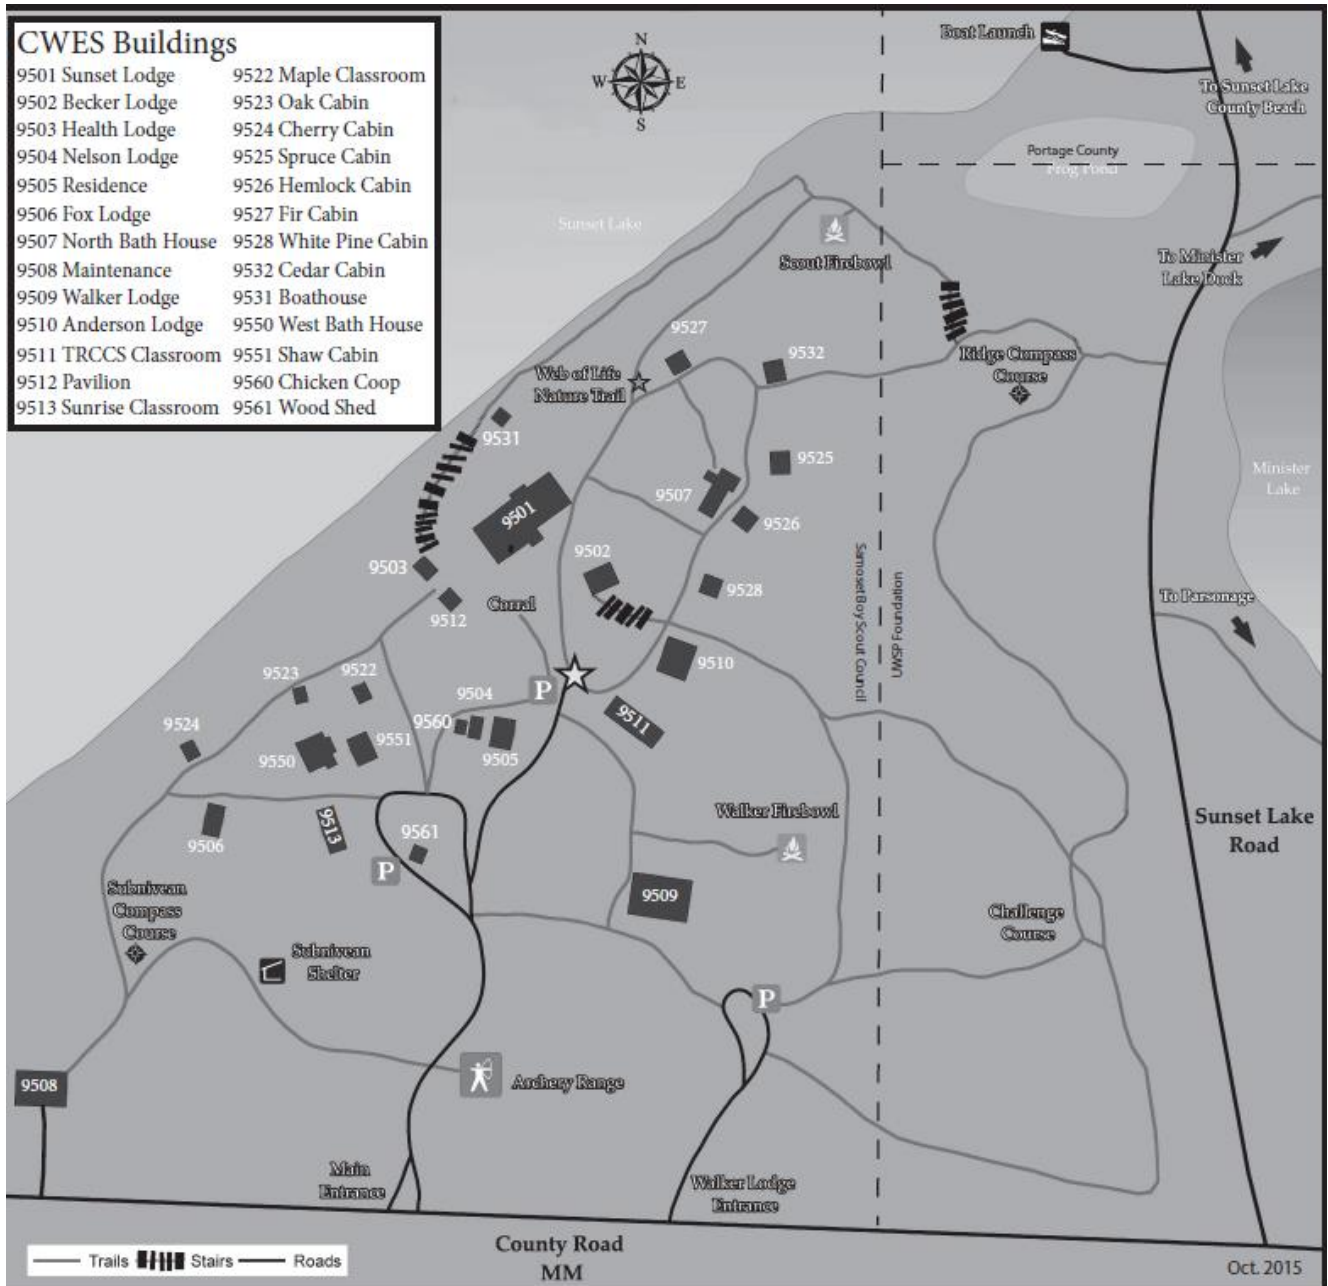 CWES Buildings
9501 Sunset Lodge
9502 Becker Lodge
9503 Health Lodge
9504 Nelson Lodge
9505 Residence
9506 Fox Lodge
9507 North Bath House
9508 Maintenance
9509 Walker Lodge
9510 Anderson Lodge
9511 TRCCS Classroom
9512 Pavilion
9513 Sunrise Classroom
9522 Maple Classroom
9523 Oak Cabin
9524 Cherry Cabin
9525 Spruce Cabin
9526 Hemlock Cabin
9527 Fir Cabin
9528 White Pine Cabin
9532 Cedar Cabin
9531 Boathouse
9550 West Bath House
9551 Shaw Cabin
9560 Chicken Coop
9561 Wood Shed
N
W
E
S
Boat Launch
To Sunset Lake
County Beach
Portage County
Frog Pond
Sunset Lake
Scout Firebowl
To Minister
Lake Dock
9527
9532
Ridge Compass
Course
Web of Life
Nature Trail
9531
9525
Minister
Lake
9507
9501
9526
9502
9503
9528
Samoset Boy Scout Council
UWSP Foundation
To Parsonage
9512
Corral
9510
9523
9522
9504
P
9511
9524
9560
9551
9550
9505
9513
9561
9506
Walker Firebowl
Sunset Lake
Road
P
Subnivean
Compass
Course
9509
Challenge
Course
Subnivean
Shelter
P
9508
Archery Range
Main
Entrance
Walker Lodge
Entrance
County Road
MM
Trails
Stairs
Roads
Oct. 2015